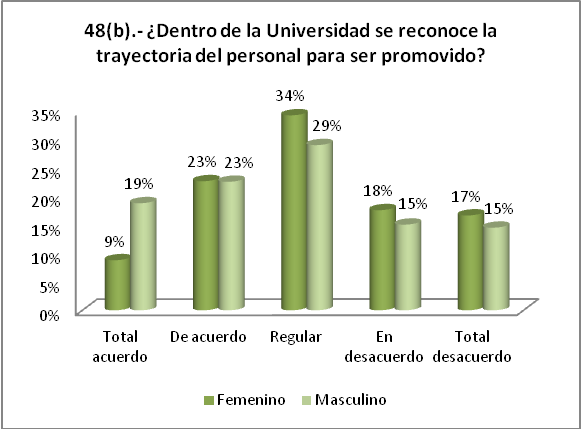 48(b).- ¿Dentro de la Universidad se reconoce la
trayectoria del personal para ser promovido?
35%
30%
25%
20%
15%
10%
5%
0%
9%
19%
23%
23%
34%
29%
18%
15%
17%
15%
Total
acuerdo
De acuerdo
Regular
En
desacuerdo
Total
desacuerdo
Femenino
Masculino